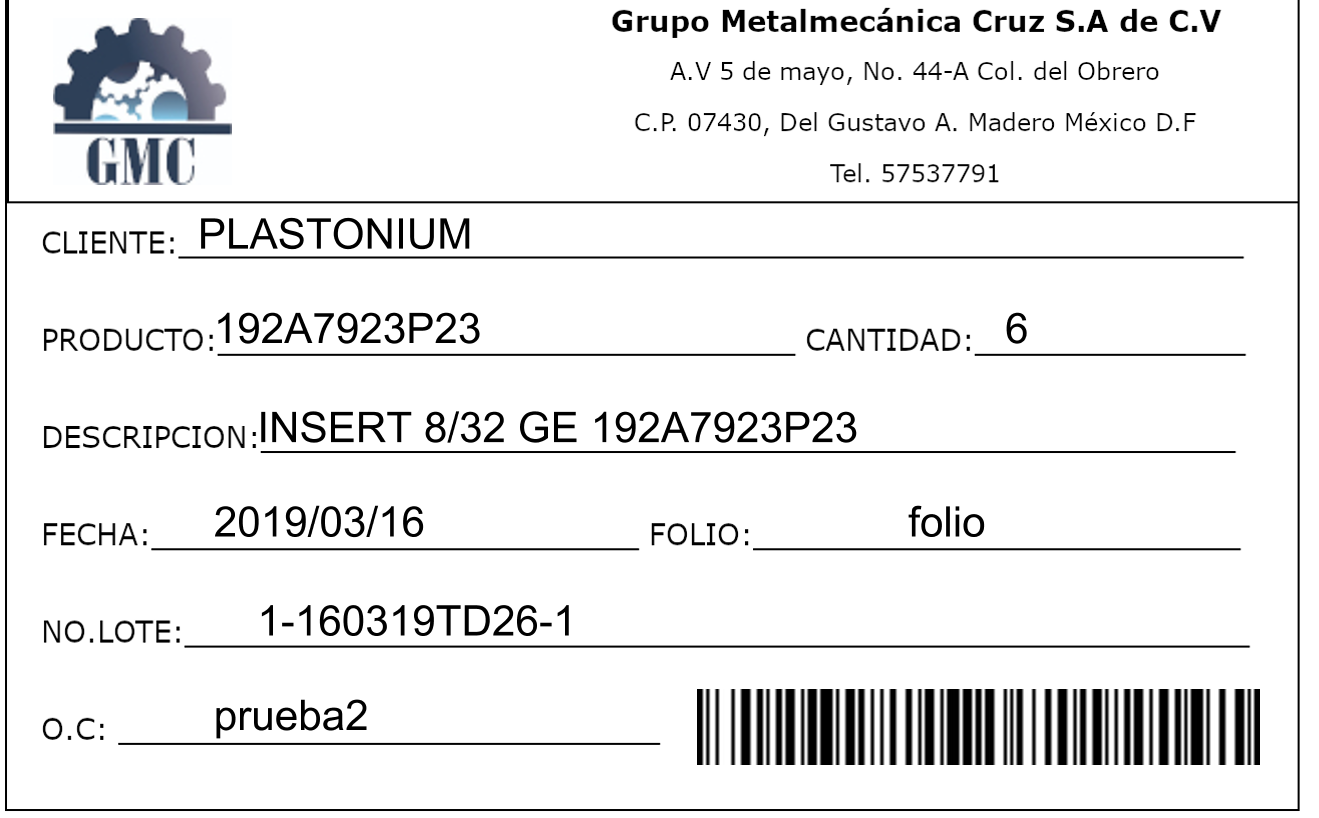 Grupo Metalmecánica Cruz S.A de C.V
A.V 5 de mayo, No. 44-A Col. del Obrero
C.P. 07430, Del Gustavo A. Madero México D.F
Tel. 57537791
GMC
CLIENTE: PLASTONIUM
PRODUCTO: 192A7923P23 CANTIDAD: 6
DESCRIPCION: INSERT 8/32 GE 192A7923P23
FECHA: 2019/03/16 FOLIO: folio
NO.LOTE: 1-160319TD26-1
O.C: prueba2